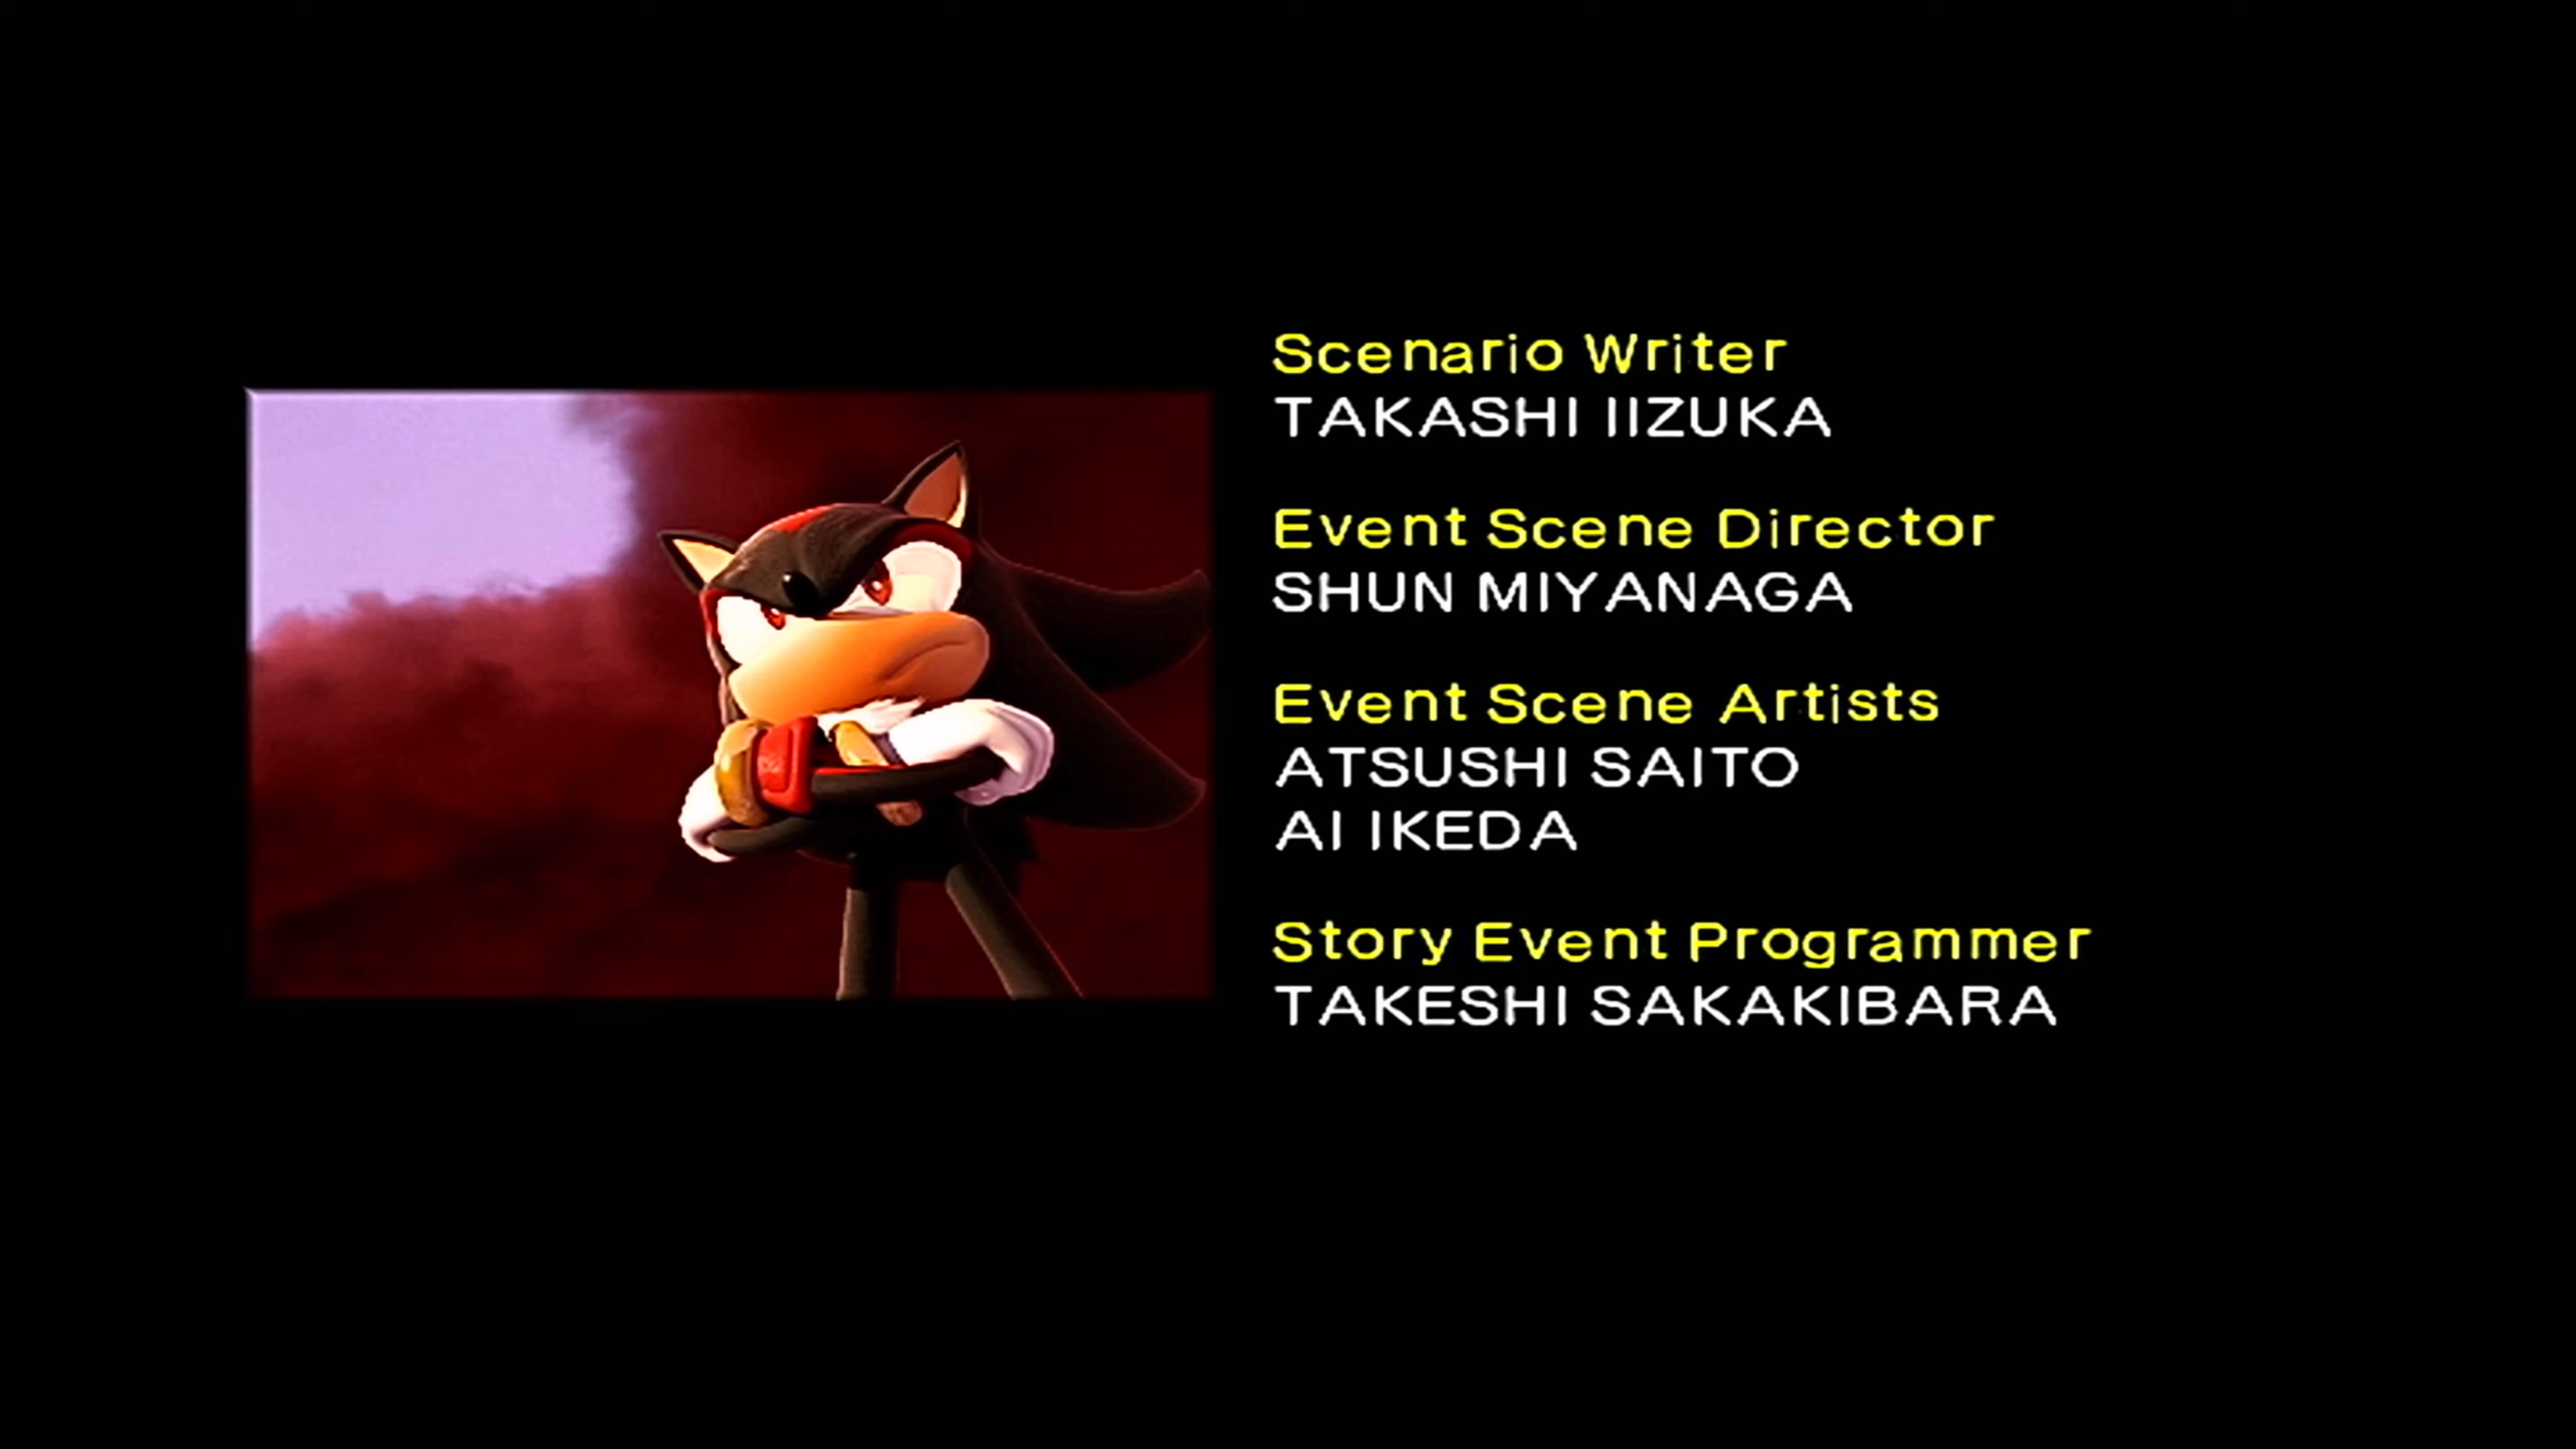 Scenario Writer
TAKASHI IIZUKA
Event Scene Director
SHUN MIYANAGA
Event Scene Artists
ATSUSHI SAITO
AI IKEDA
Story Event Programmer
TAKESHI SAKAKIBARA